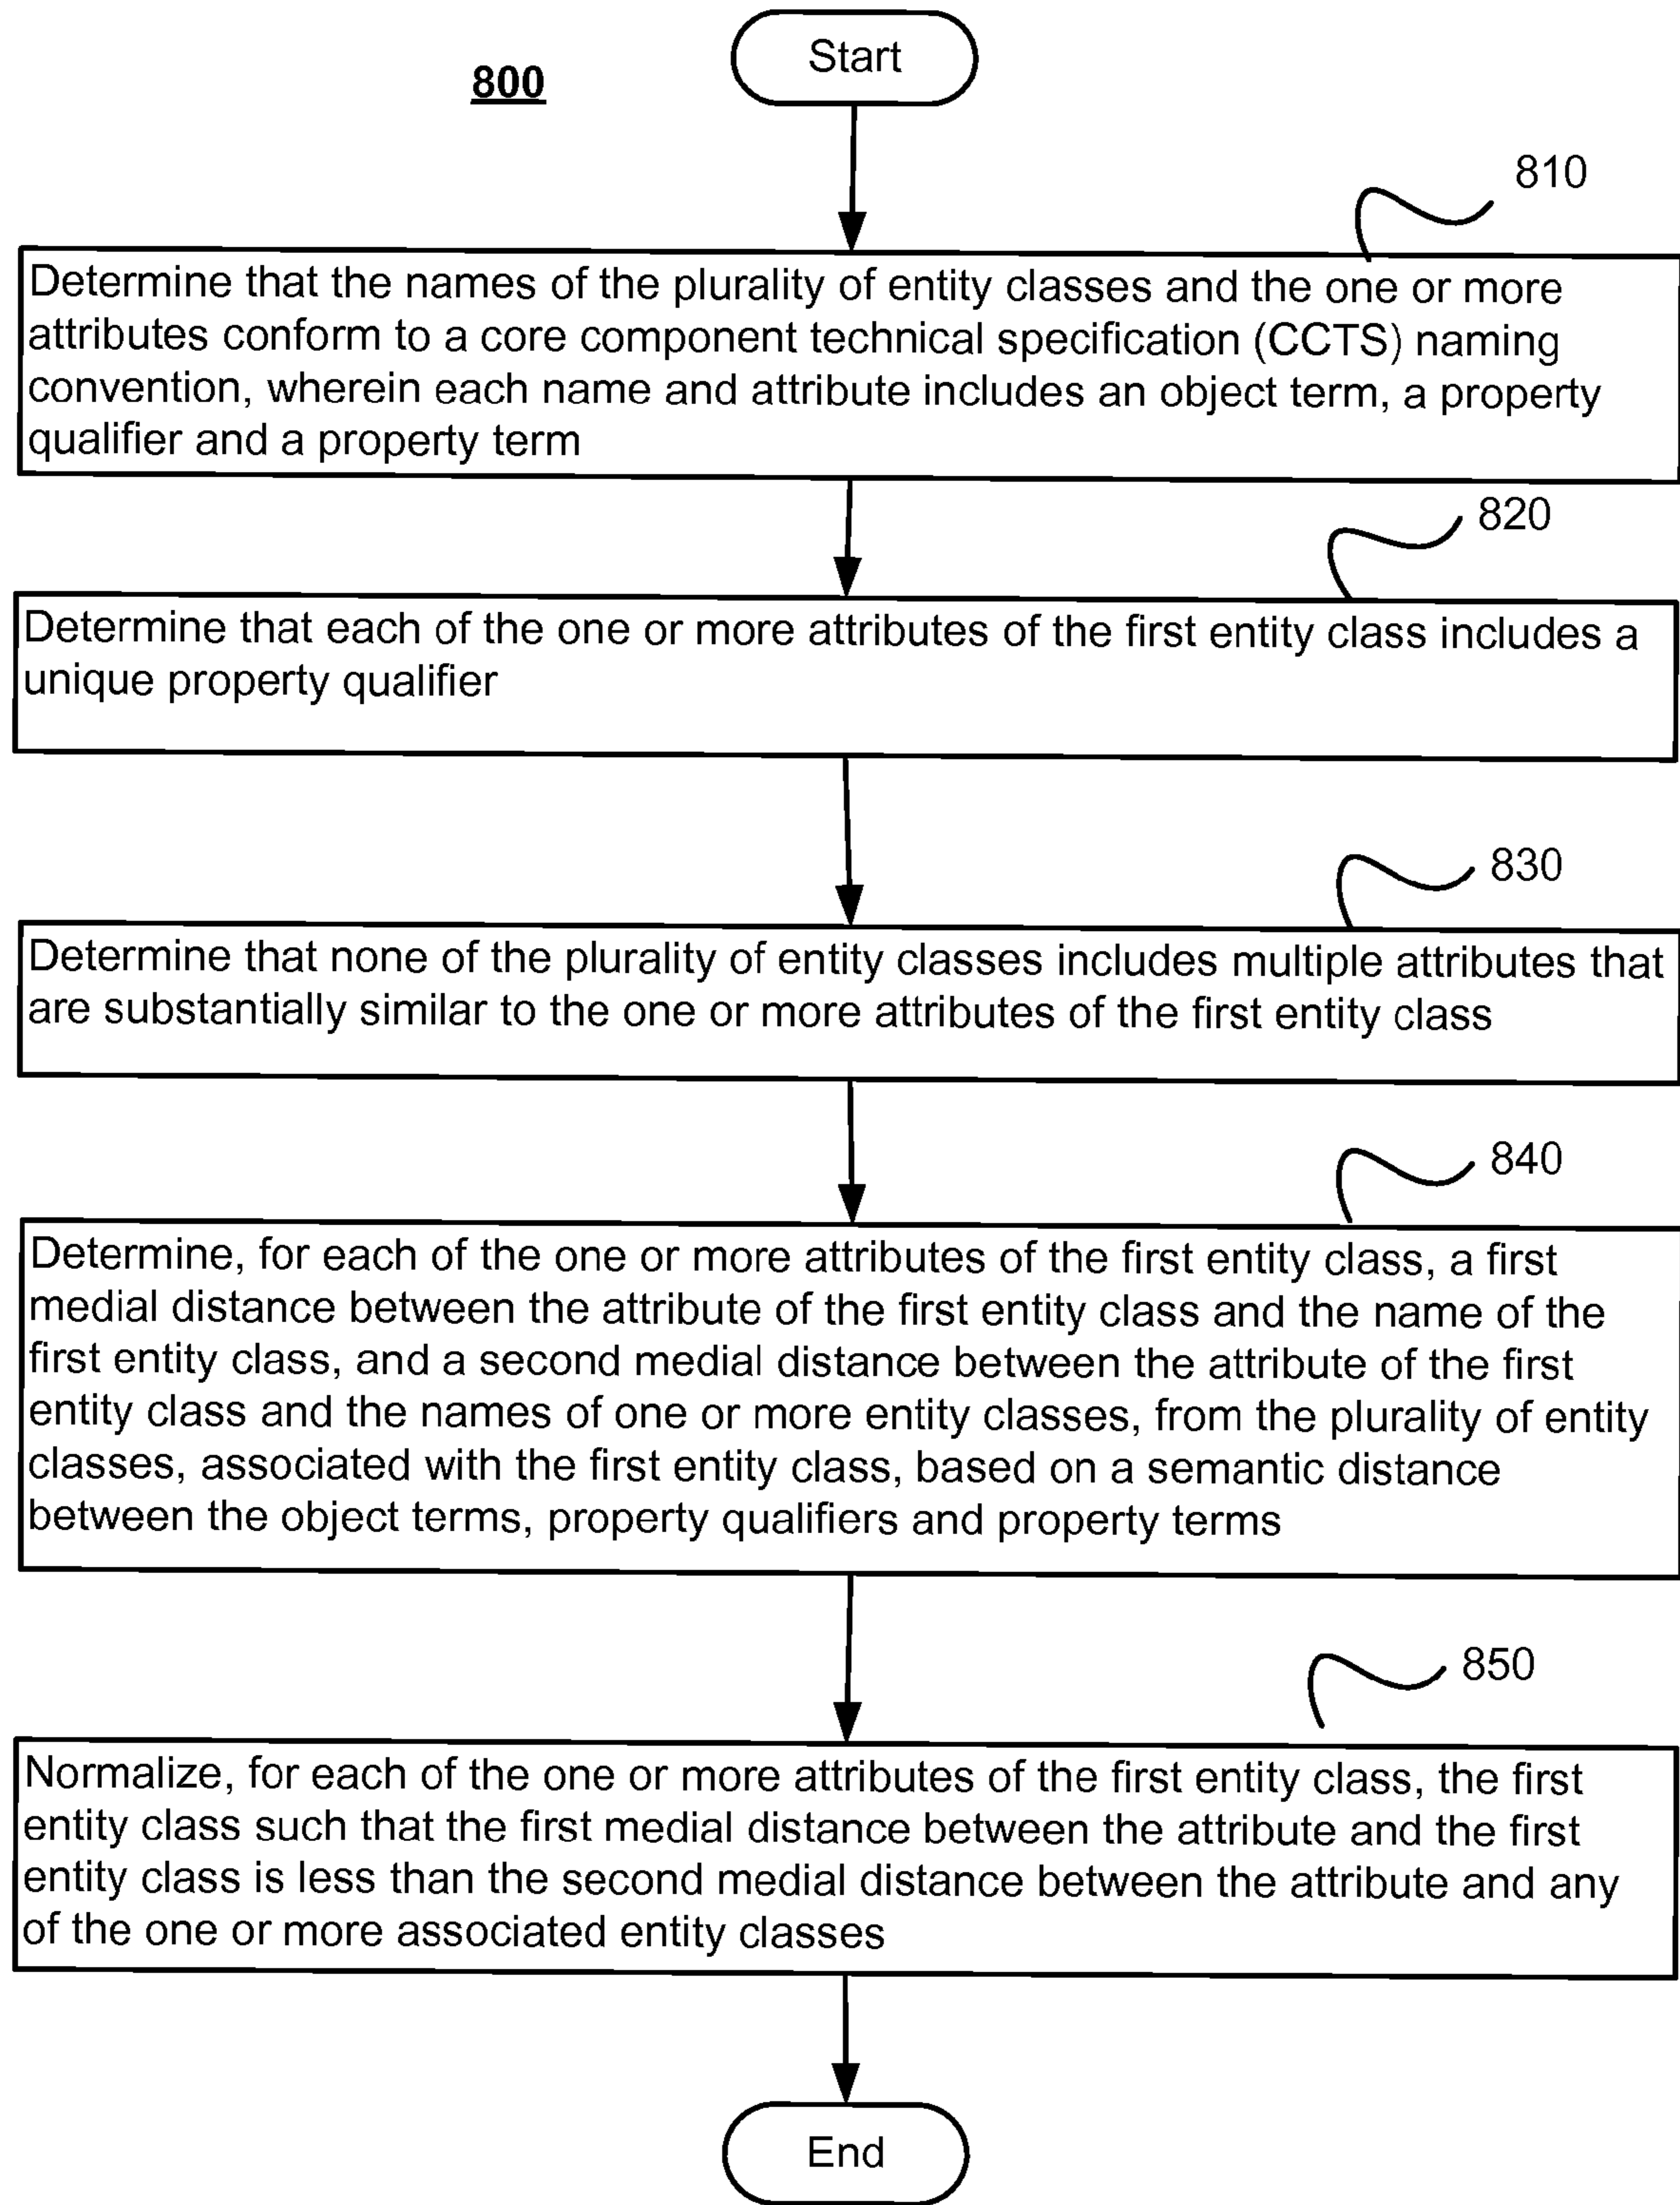 Start
800
810
Determine that the names of the plurality of entity classes and the one or more
attributes conform to a core component technical specification (CCTS) naming
convention, wherein each name and attribute includes an object term, a property
qualifier and a property term
820
Determine that each of the one or more attributes of the first entity class includes a
unique property qualifier
830
Determine that none of the plurality of entity classes includes multiple attributes that
are substantially similar to the one or more attributes of the first entity class
840
Determine, for each of the one or more attributes of the first entity class, a first
medial distance between the attribute of the first entity class and the name of the
first entity class, and a second medial distance between the attribute of the first
entity class and the names of one or more entity classes, from the plurality of entity
classes, associated with the first entity class, based on a semantic distance
between the object terms, property qualifiers and property terms
850
Normalize, for each of the one or more attributes of the first entity class, the first
entity class such that the first medial distance between the attribute and the first
entity class is less than the second medial distance between the attribute and any
of the one or more associated entity classes
End